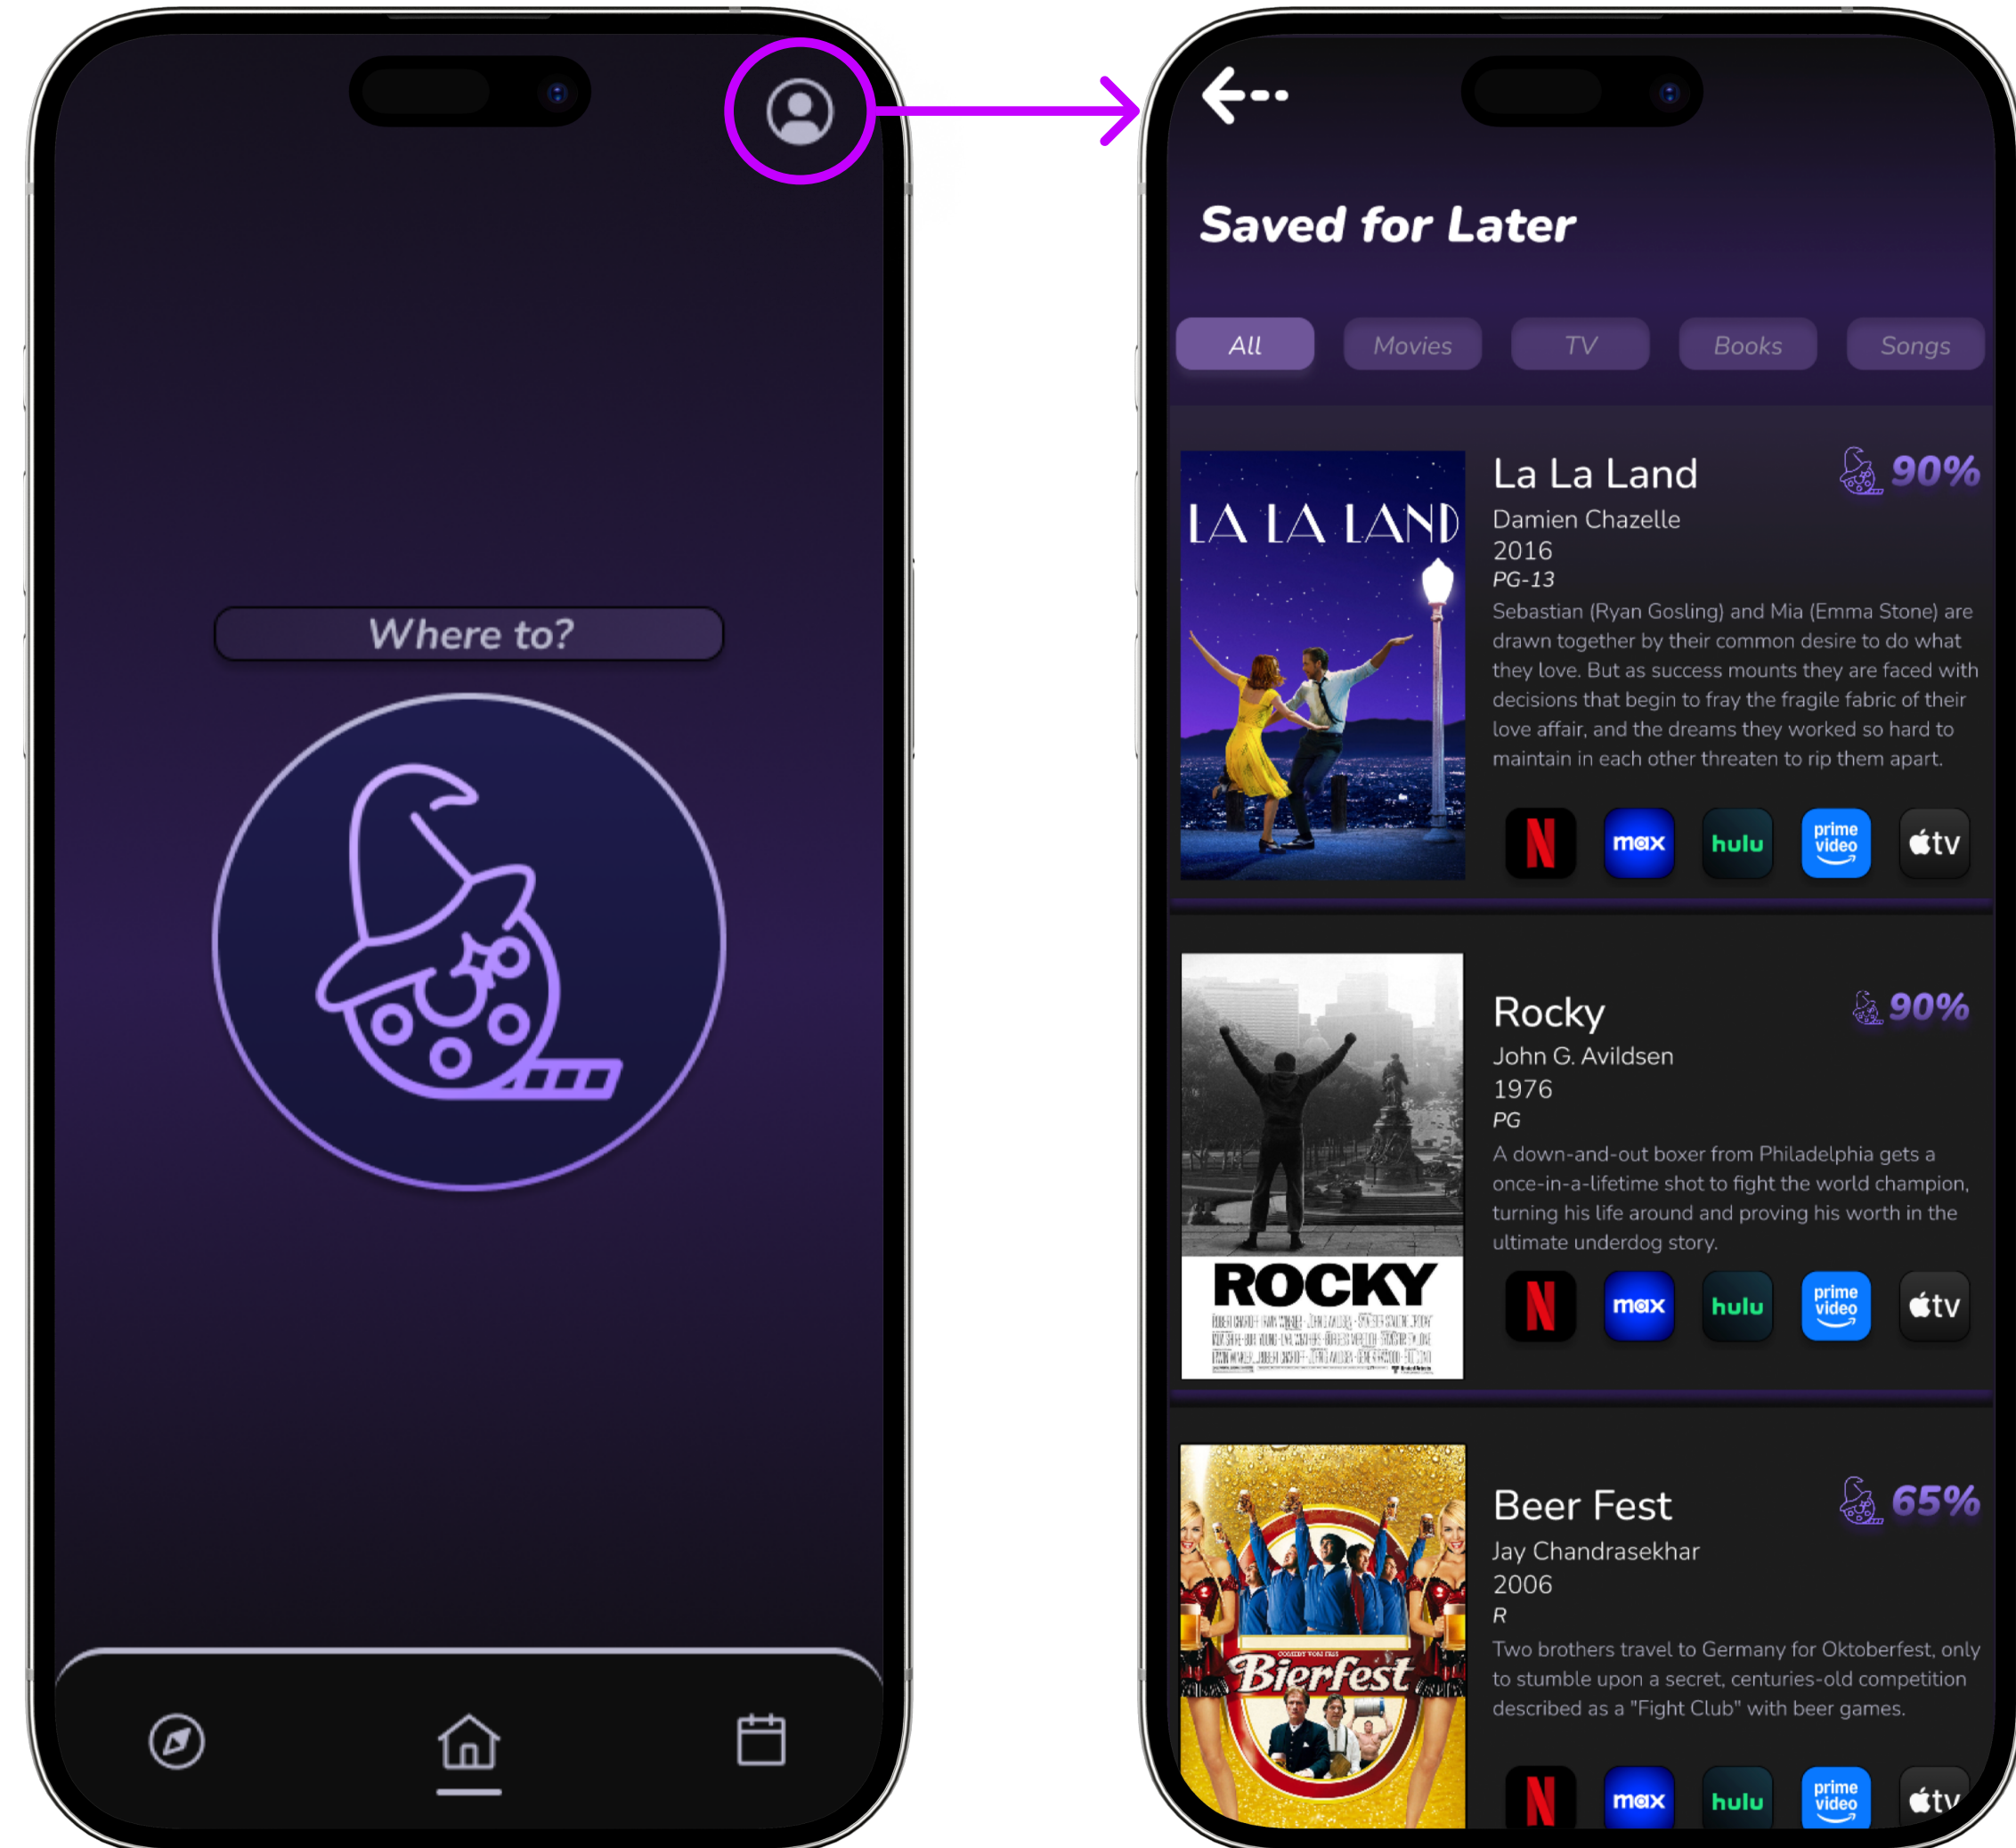 Where to?
Saved for Later
All Movies TV Books Songs
LA LA LAND
La La Land
90%
Damien Chazelle
2016
PG-13
Sebastian (Ryan Gosling) and Mia (Emma Stone) are
drawn together by their common desire to do what
they love. But as success mounts they are faced with
decisions that begin to fray the fragile fabric of their
love affair, and the dreams they worked so hard to
maintain in each other threaten to rip them apart.
N max hulu prime video tv
ROCKY
Rocky
90%
John G. Avildsen
1976
PG
A down-and-out boxer from Philadelphia gets a
once-in-a-lifetime shot to fight the world champion,
turning his life around and proving his worth in the
ultimate underdog story.
N max hulu prime video tv
Bierfest
Beer Fest
65%
Jay Chandrasekhar
2006
R
Two brothers travel to Germany for Oktoberfest, only
to stumble upon a secret, centuries-old competition
described as a "Fight Club" with beer games.
N max hulu prime video tv